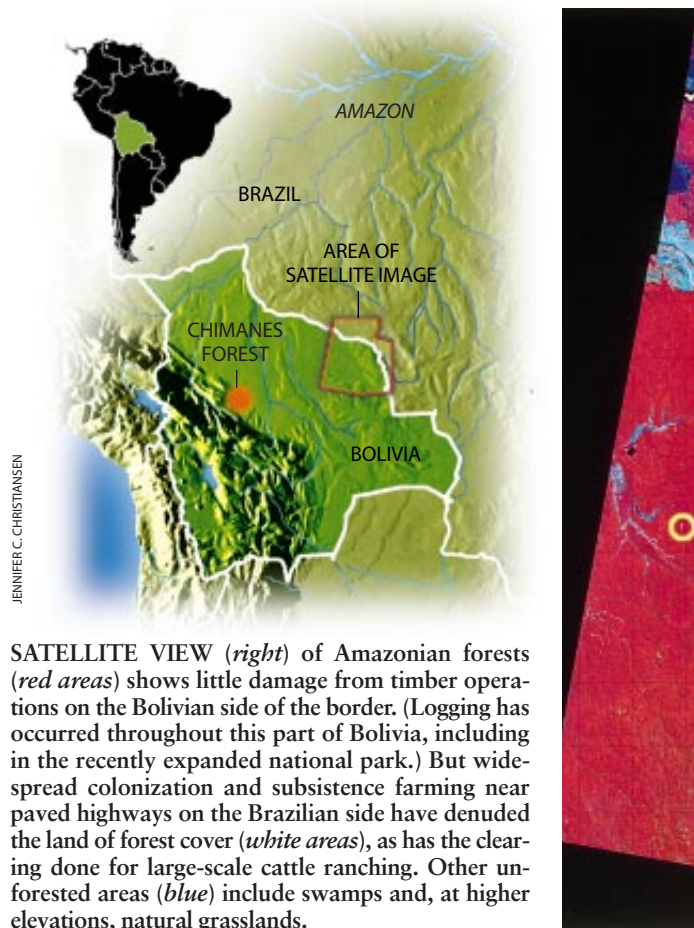 AMAZON
BRAZIL
AREA OF
SATELLITE IMAGE
CHIMANES
FOREST
BOLIVIA
JENNIFER C. CHRISTIANSEN
SATELLITE VIEW (right) of Amazonian forests
(red areas) shows little damage from timber opera-
tions on the Bolivian side of the border. (Logging has
occurred throughout this part of Bolivia, including
in the recently expanded national park.) But wide-
spread colonization and subsistence farming near
paved highways on the Brazilian side have denuded
the land of forest cover (white areas), as has the clear-
ing done for large-scale cattle ranching. Other un-
forested areas (blue) include swamps and, at higher
elevations, natural grasslands.